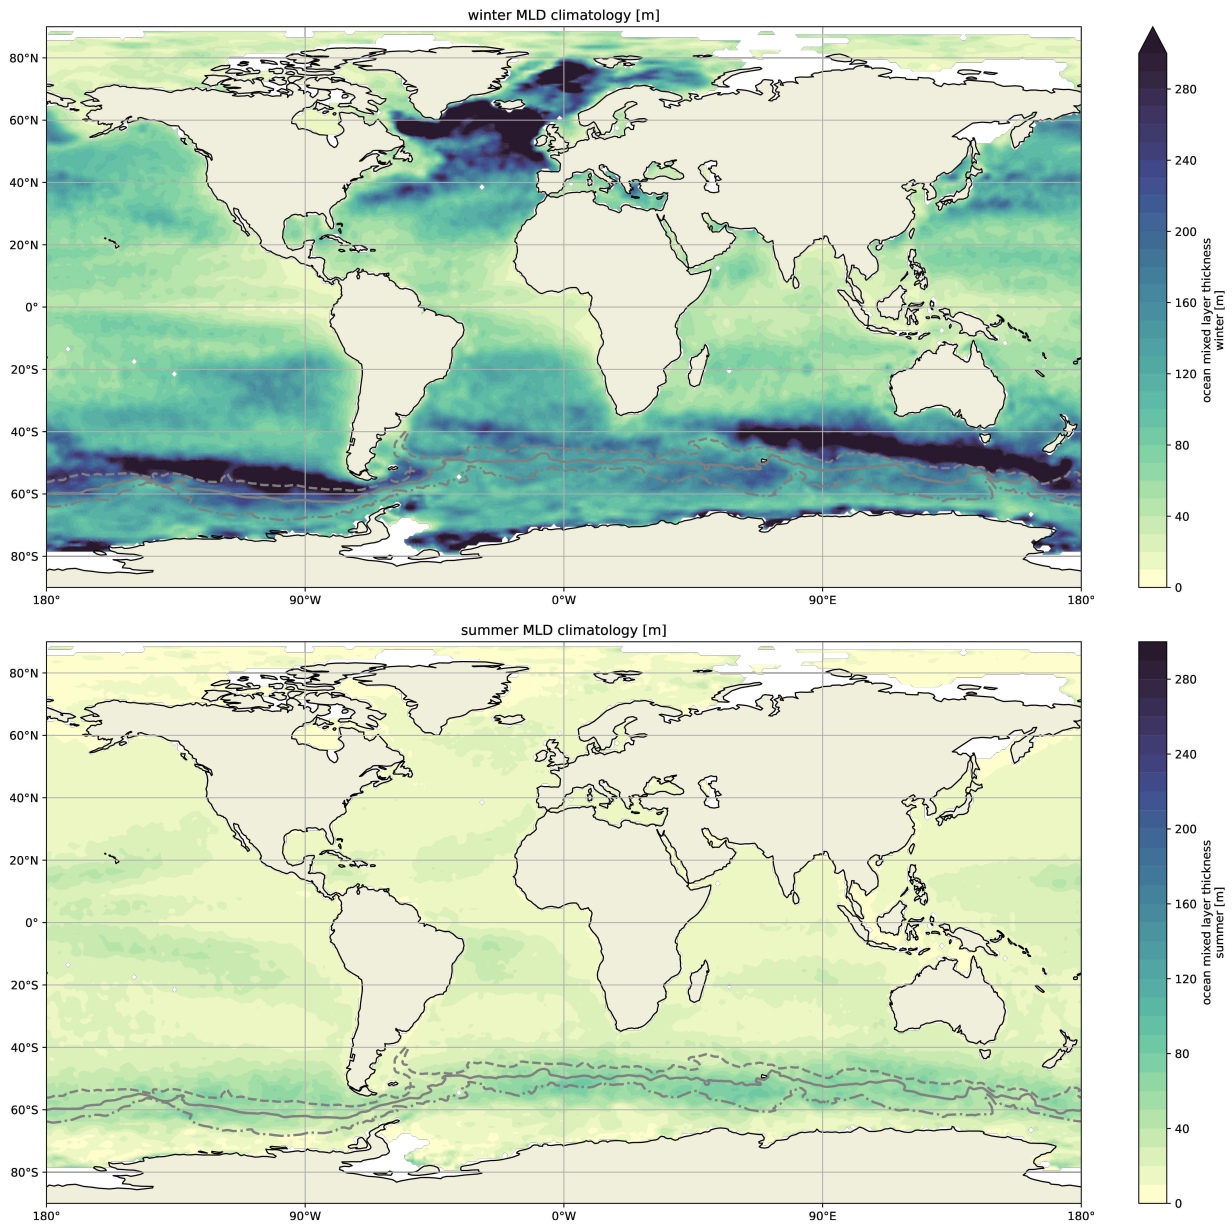 winter MLD climatology [m]
80°N
60°N
40°N
20°N
0°
20°S
40°S
60°S
80°S
180°
90°W
0°W
90°E
180°
280
240
200
160
120
80
40
0
ocean mixed layer thickness
winter [m]
summer MLD climatology [m]
80°N
60°N
40°N
20°N
0°
20°S
40°S
60°S
80°S
180°
90°W
0°W
90°E
180°
280
240
200
160
120
80
40
0
ocean mixed layer thickness
summer [m]